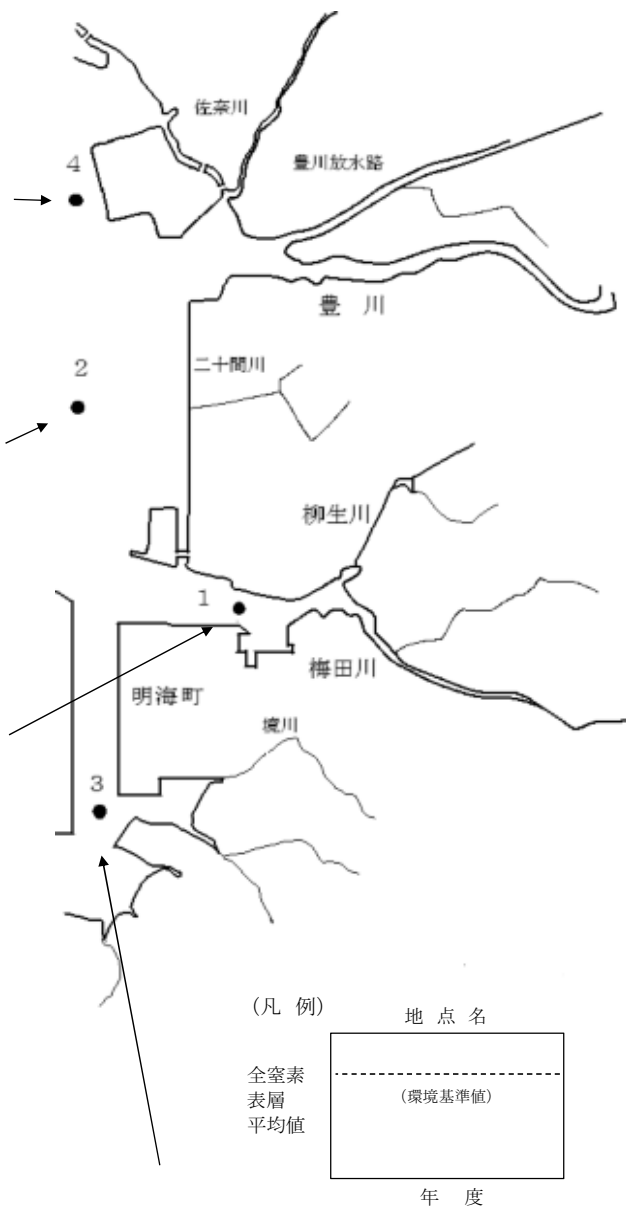 佐奈川
豊川放水路
4
豊 川
2
二十間川
柳生川
1
梅田川
明海町
境川
3
(凡 例)
地 点 名
全窒素
表層
平均値
(環境基準値)
年 度